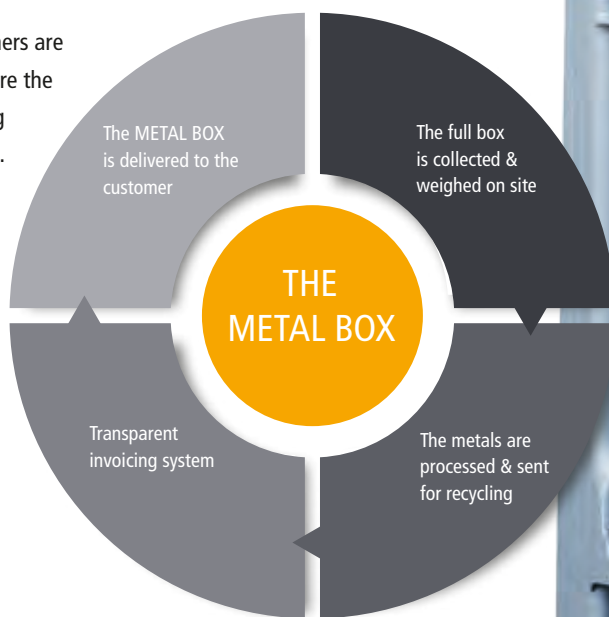 are
re the
The METAL BOX
is delivered to the
customer
The full box
is collected &
weighed on site
THE
METAL BOX
Transparent
invoicing system
The metals are
processed & sent
for recycling